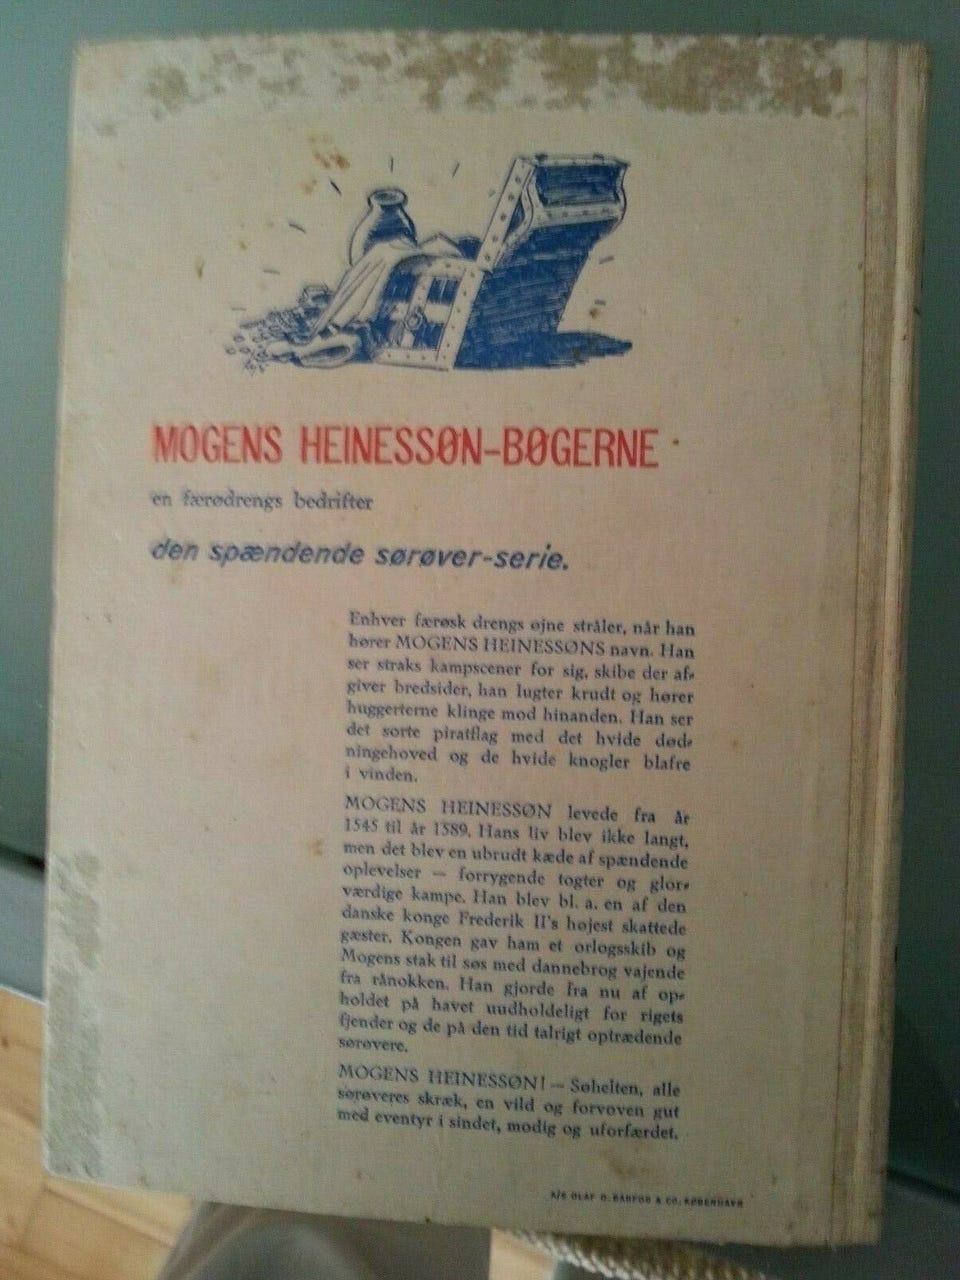 MOGENS HEINESSØN-BØGERNE
en færødrengs bedrifter
den spændende sørøver-serie.
Enhver færøsk drengs øjne stråler, når han
hører MOGENS HEINESSØNS navn. Han
ser straks kampscener for sig, skibe der af-
giver bredsider, han lugter krudt og hører
huggerterne klinge mod hinanden. Han ser
det sorte piratflag med det hvide død-
ningehoved og de hvide knogler blafre
i vinden.
MOGENS HEINESSØN levede fra år
1545 til år 1589. Hans liv blev ikke langt,
men det blev en ubrudt kæde af spændende
oplevelser — forrygende togter og glor-
værdige kampe. Han blev bl. a. en af den
danske konge Frederik II's højest skattede
gæster. Kongen gav ham et orlogsskib og
Mogens stak til søs med dannebrog vajende
fra rånokken. Han gjorde fra nu af op-
holdet på havet uudholdeligt for rigets
fjender og de på den tid talrigt optrædende
sørøvere.
MOGENS HEINESSØN! — Søhelten, alle
sørøveres skræk, en vild og forvoven gut
med eventyr i sindet, modig og uforfærdet.
A/S OLAF O. BARFOD & CO. KØBENHAVN